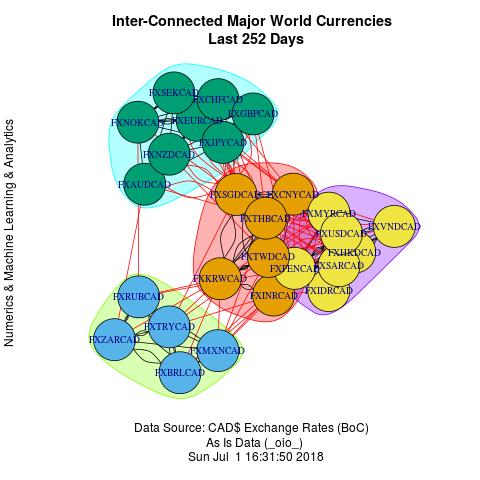 Inter-Connected Major World Currencies
Last 252 Days
Numerics & Machine Learning & Analytics
FXSEKCAD
FXCHFCAD
FXNOKCAD
FXEURCAD
FXGBPCAD
FXJPYCAD
FXNZDCAD
FXAUDCAD
FXSGDCAD
FXCNYCAD
FXTHBCAD
FXMYRCAD
FXUSDCAD
FXVNDCAD
FXHKDCAD
FXTWDCAD
FXPENCAD
FXSARCAD
FXKRWCAD
FXINRCAD
FXIDRCAD
FXRUBCAD
FXTRYCAD
FXZARCAD
FXMXNCAD
FXBRLCAD
Data Source: CAD$ Exchange Rates (BoC)
As Is Data (_oio_)
Sun Jul  1 16:31:50 2018